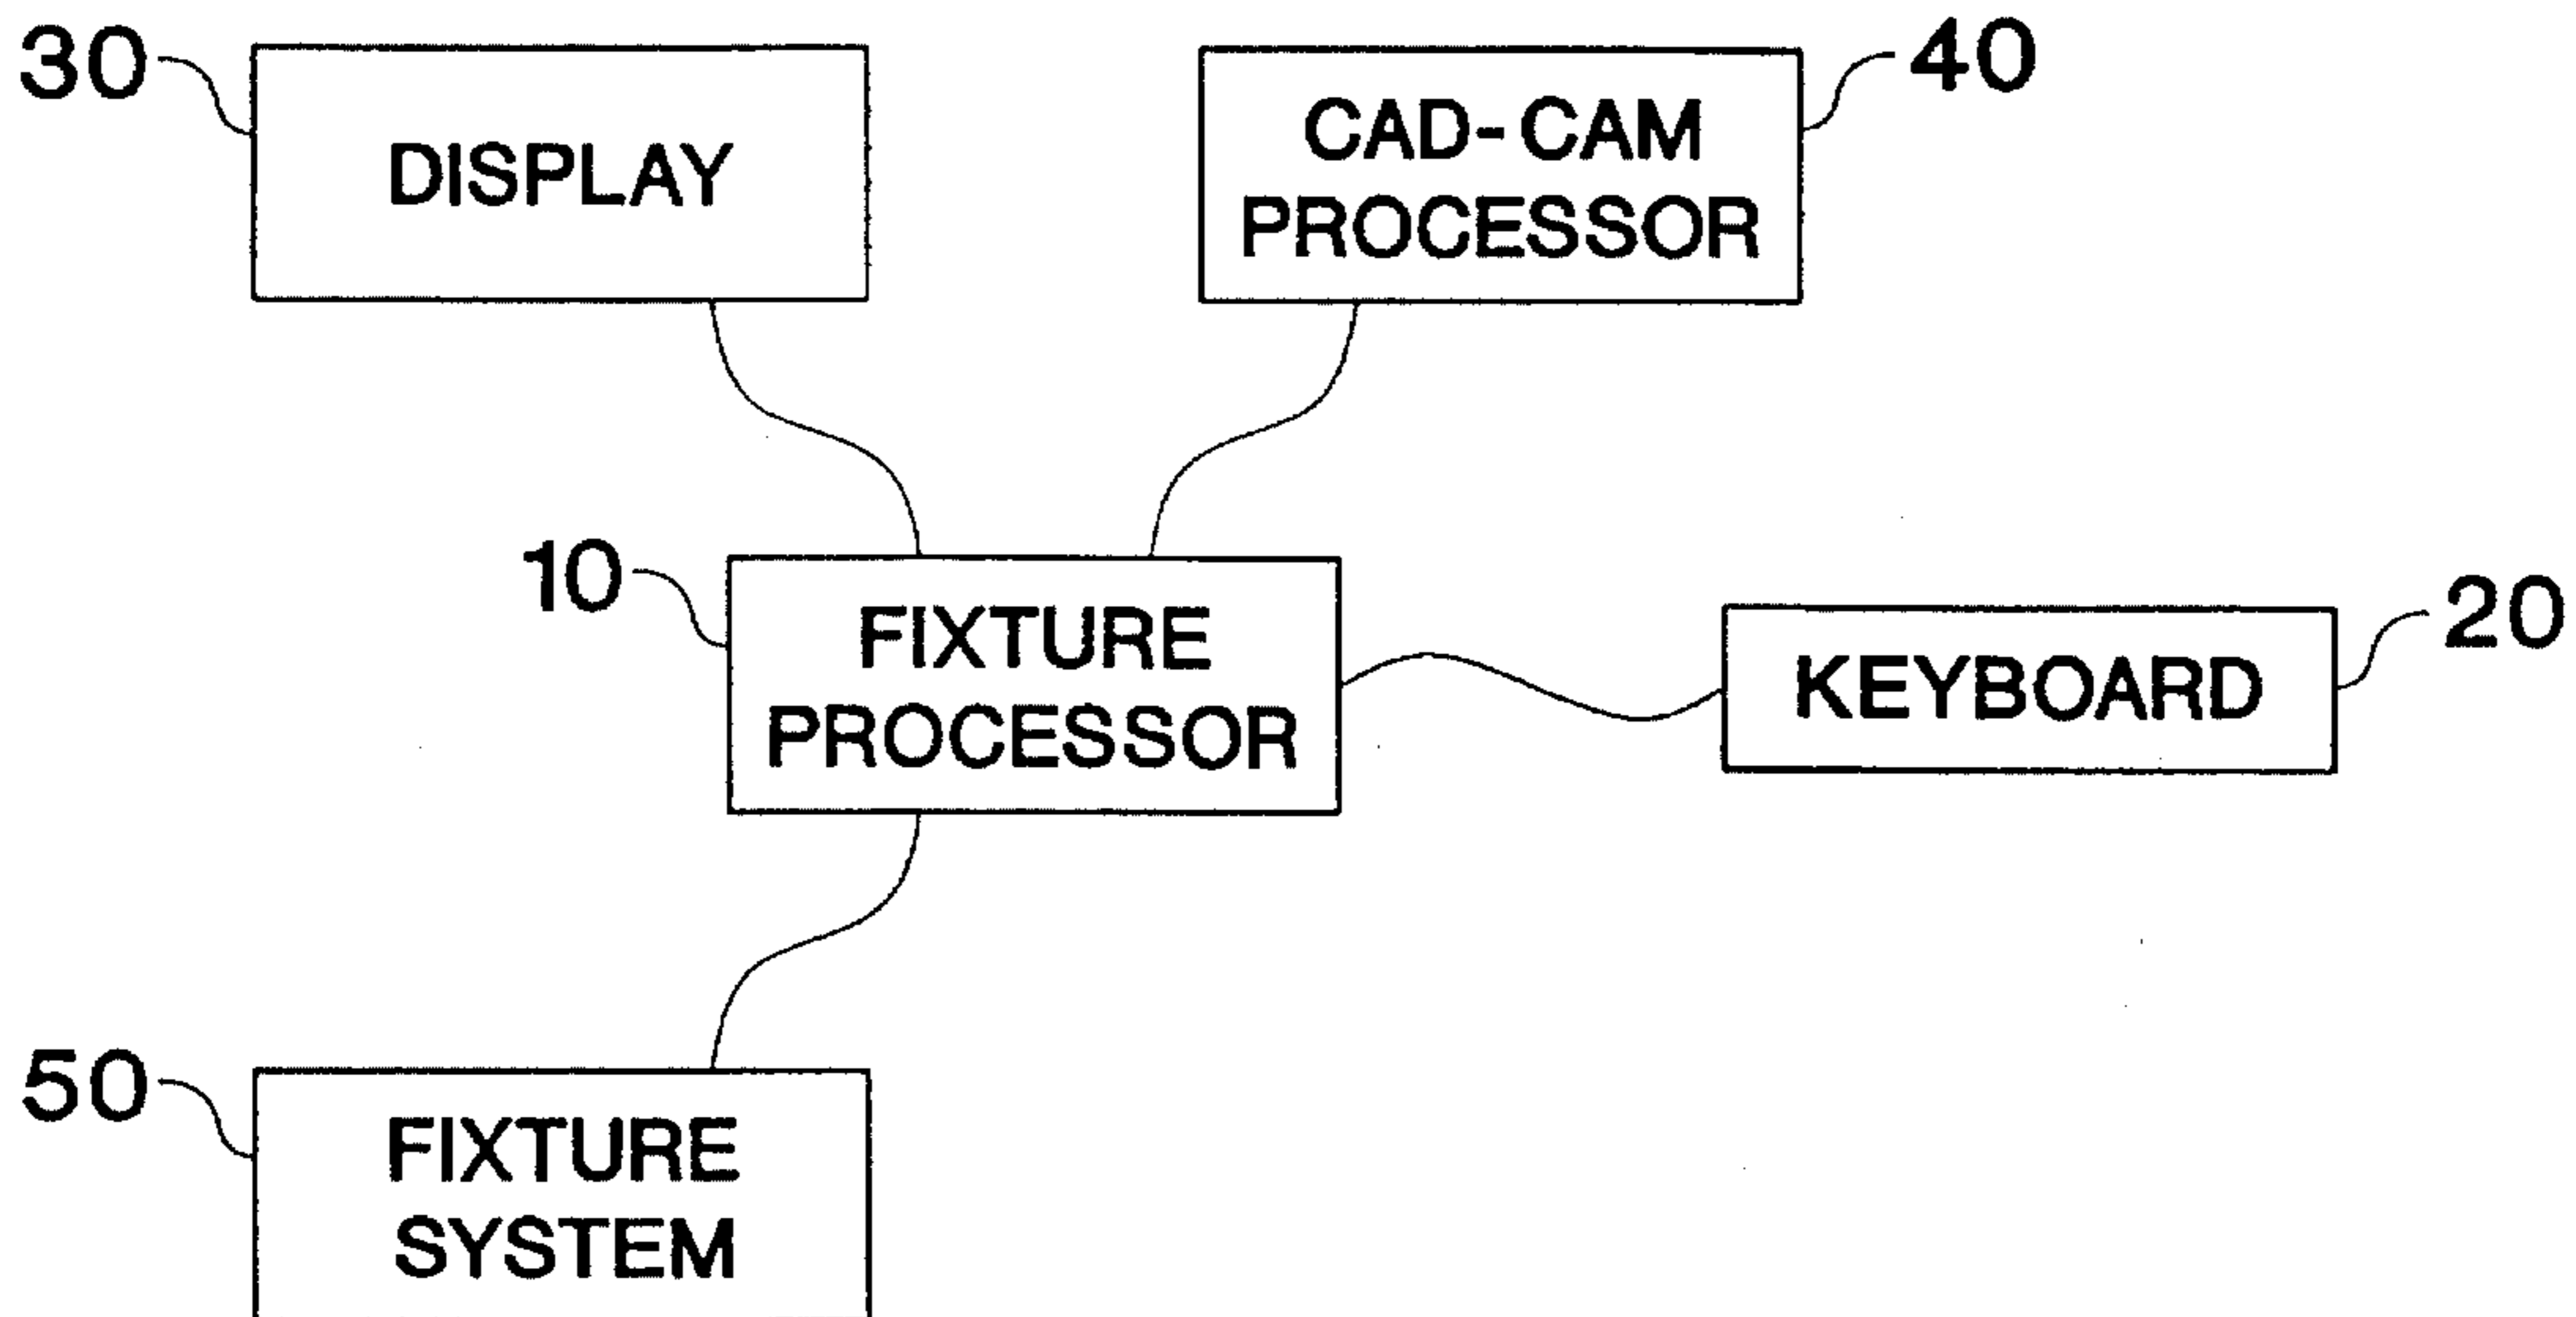 30
DISPLAY
40
CAD-CAM
PROCESSOR
10
FIXTURE
PROCESSOR
20
KEYBOARD
50
FIXTURE
SYSTEM